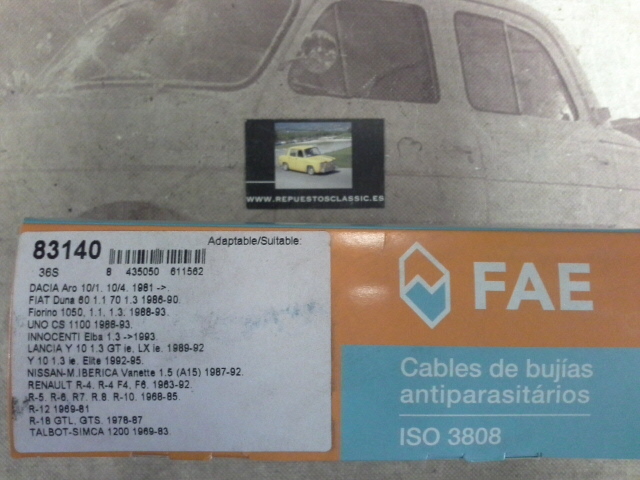 WWW.REPUESTOSCLASSIC.ES
83140
Adaptable/Suitable:
36S
8 435050 611562
DACIA Aro 10/1. 10/4. 1981 ->.
FIAT Duna 60 1.1 70 1.3 1986-90.
Fiorino 1050, 1.1, 1.3. 1988-93.
UNO CS 1100 1986-93.
INNOCENTI Elba 1.3 ->1993.
LANCIA Y 10 1.3 GT ie, LX ie. 1989-92
Y 10 1.3 ie. Elite 1992-95.
NISSAN-M.IBERICA Vanette 1.5 (A15) 1987-92.
RENAULT R-4, R-4 F4, F6. 1963-92.
R-5, R-6, R7, R.8, R-10. 1968-85.
R-12 1969-81
R-18 GTL, GTS. 1978-87
TALBOT-SIMCA 1200 1969-83.
FAE
Cables de bujías
antiparasitários
ISO 3808